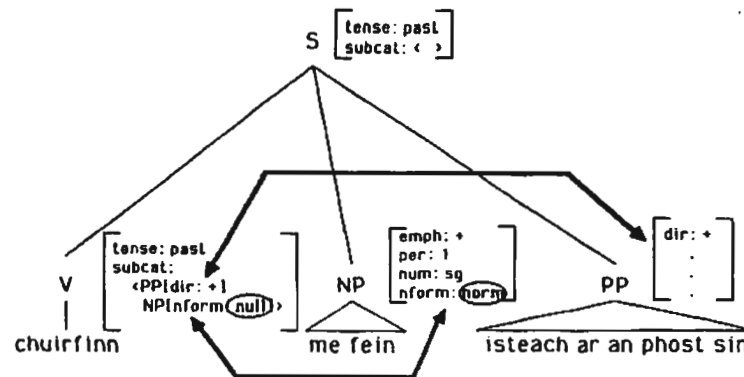 S
tense: past
subcat: < >
V
tense: past
subcat:
<PP[dir: +]
NP[nform: null]>
NP
emph: +
per: 1
num: sg
nform: norm
PP
dir: +
.
.
.
chuirfinn
me fein
isteach ar an phost sin